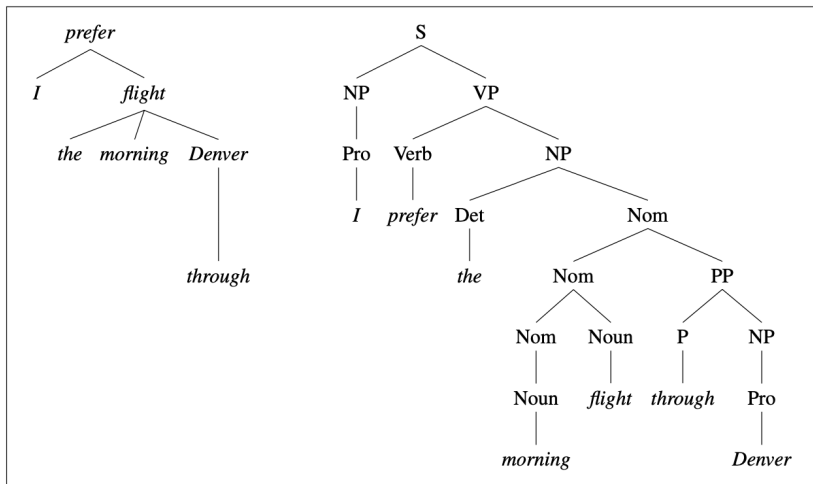 prefer S
I flight NP VP
the morning Denver Pro Verb NP
I prefer Det Nom
through the Nom PP
Nom Noun P NP
Noun flight through Pro
morning Denver